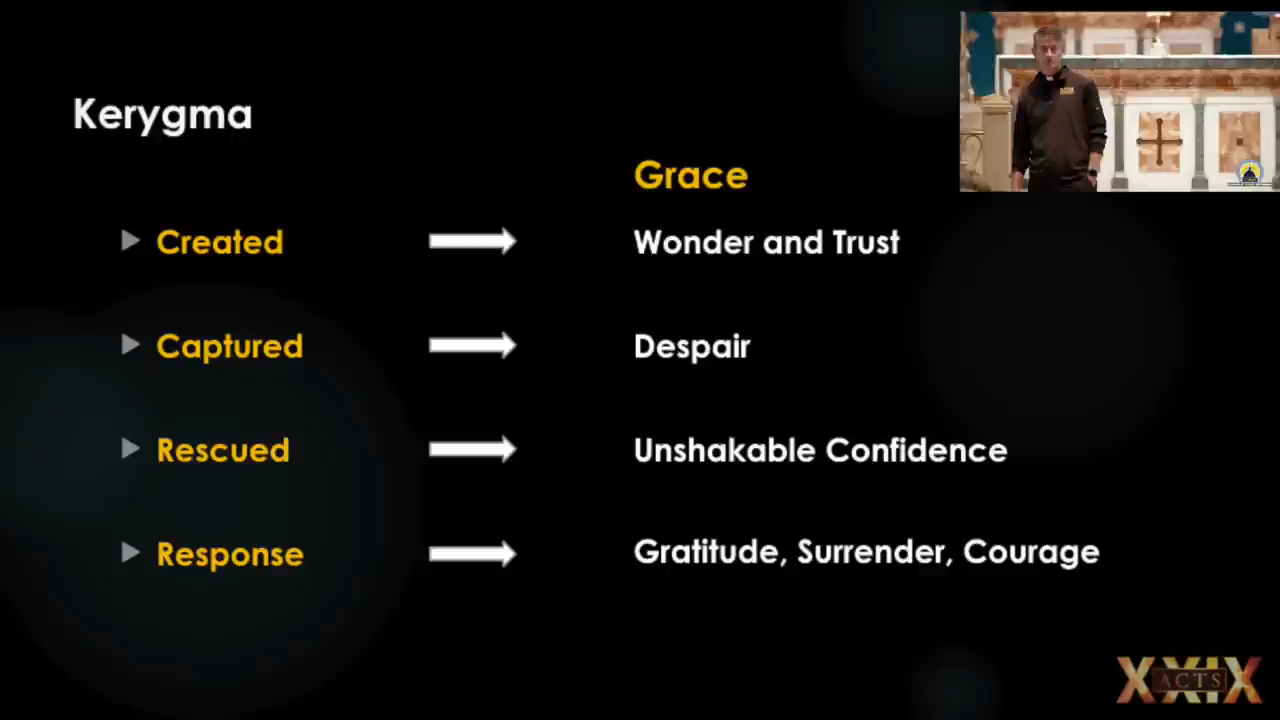 Kerygma
Grace
Created Wonder and Trust
Captured Despair
Rescued Unshakable Confidence
Response Gratitude, Surrender, Courage
XXIX
ACTS